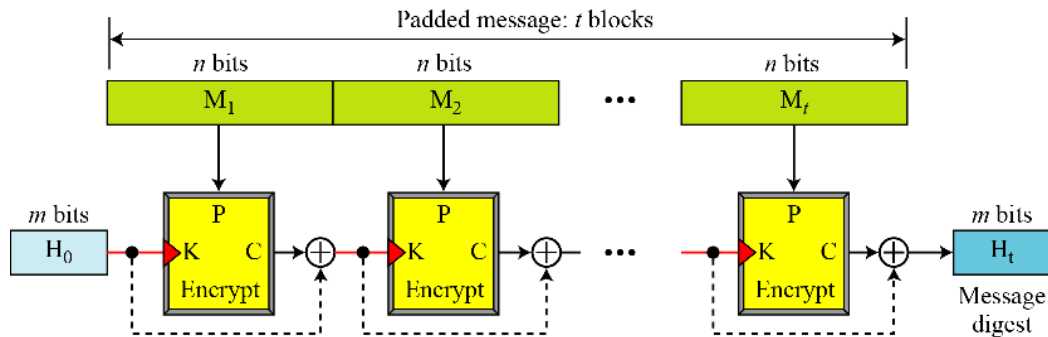 Padded message: t blocks
n bits n bits n bits
M₁ M₂ ••• Mₜ
m bits P P P m bits
H₀ K C K C ••• K C Hₜ
Encrypt Encrypt Encrypt Message
digest